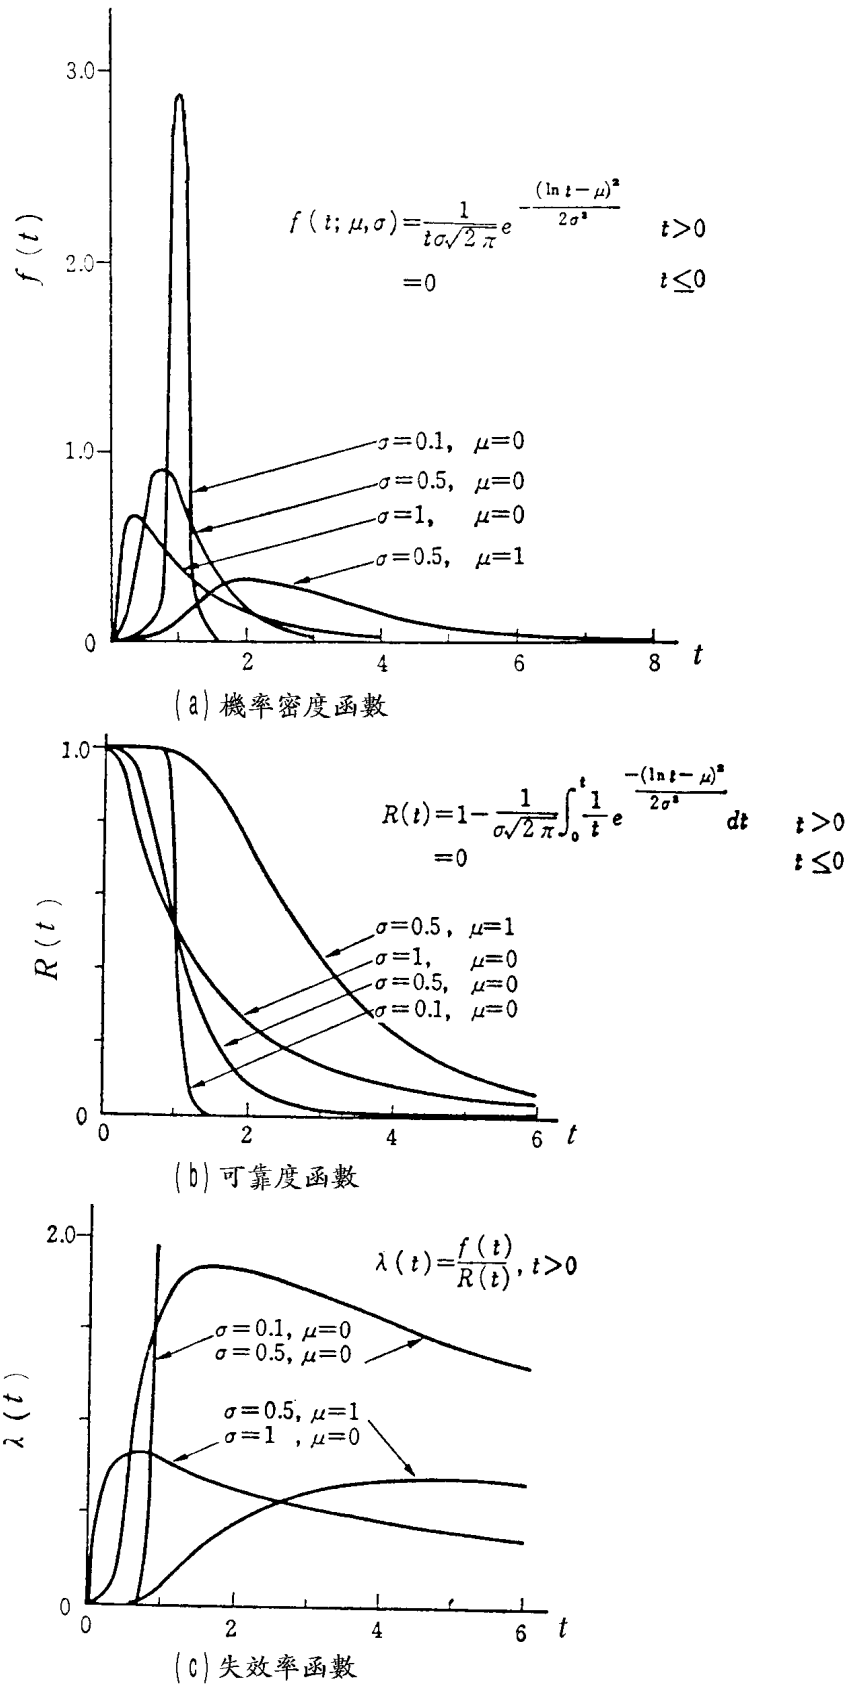 3.0
f(t; μ,σ)=1/(tσ√2π) e^(-(ln t-μ)²/(2σ²)) t>0
=0 t≤0
f(t)
2.0
1.0
σ=0.1, μ=0
σ=0.5, μ=0
σ=1, μ=0
σ=0.5, μ=1
0
2 4 6 8 t
(a)機率密度函數
1.0
R(t)=1-1/(σ√2π)∫₀ᵗ 1/t e^(-(ln t-μ)²/(2σ²)) dt t>0
=0 t≤0
R(t)
σ=0.5, μ=1
σ=1, μ=0
σ=0.5, μ=0
σ=0.1, μ=0
0
0 2 4 6 t
(b)可靠度函數
2.0
λ(t)=f(t)/R(t), t>0
σ=0.1, μ=0
σ=0.5, μ=0
λ(t)
σ=0.5, μ=1
σ=1, μ=0
0
0 2 4 6 t
(c)失效率函數